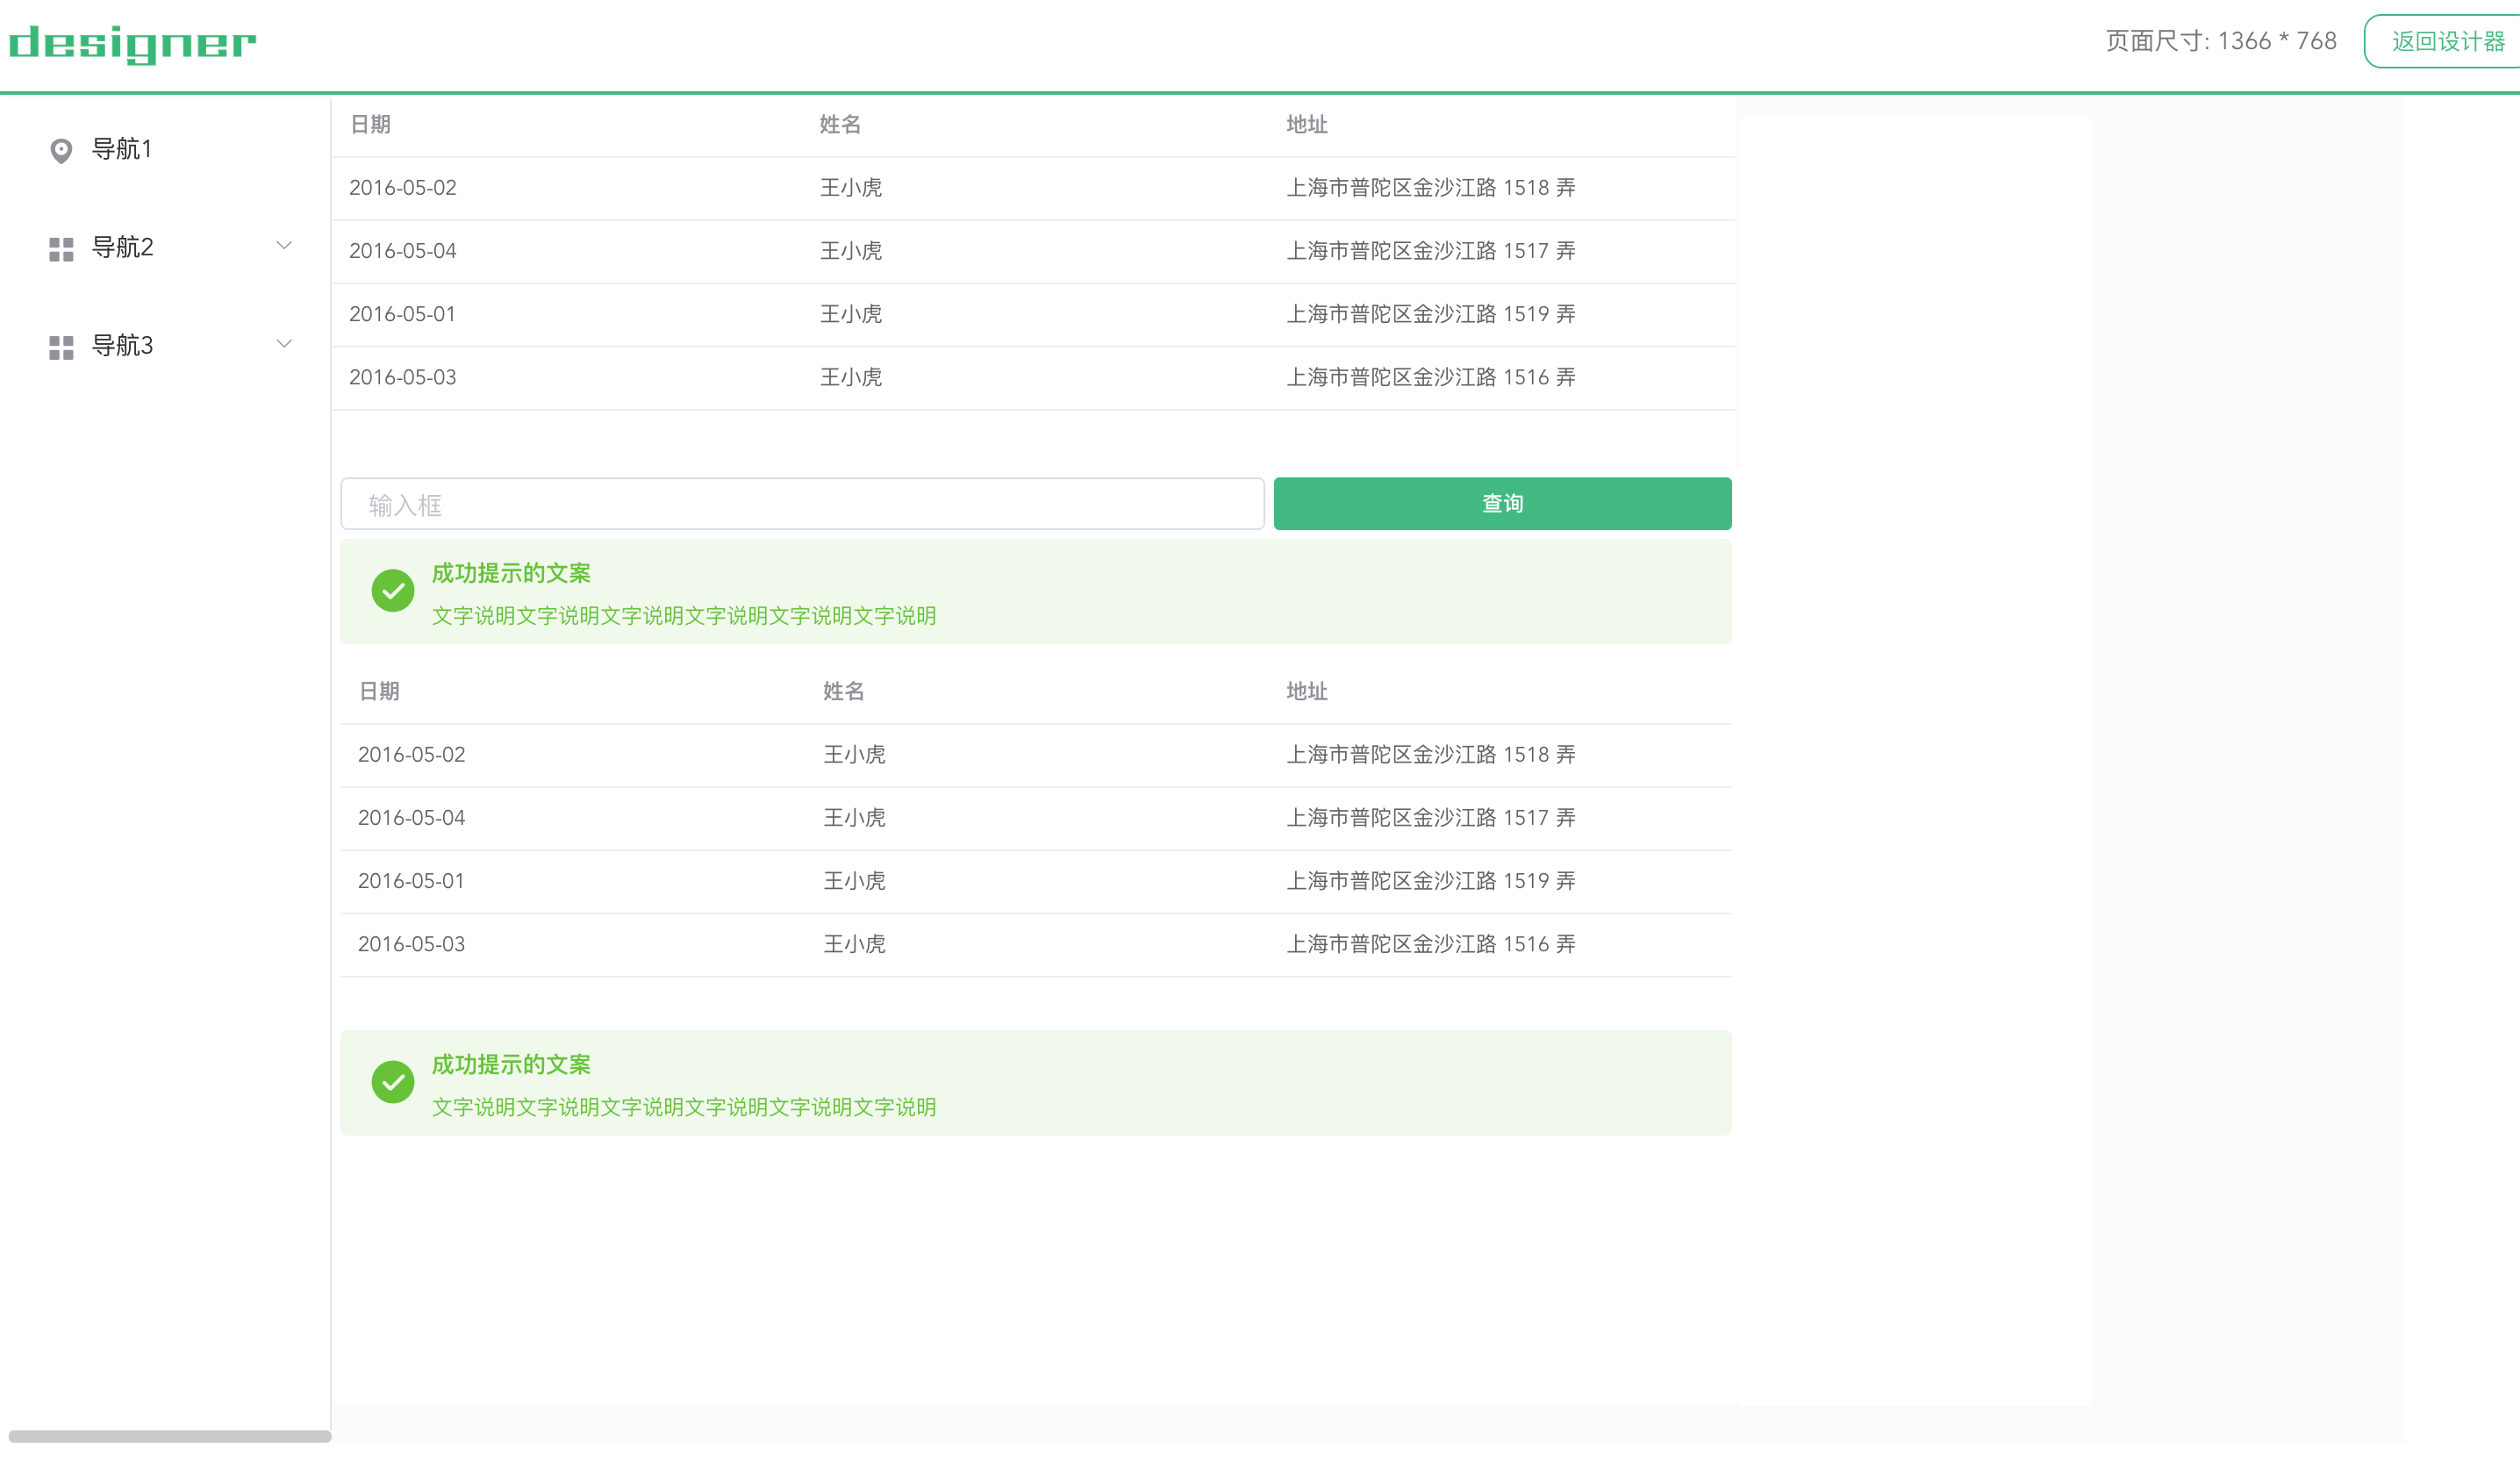 designer
页面尺寸: 1366 * 768
返回设计器
导航1
导航2
导航3
日期 姓名 地址
2016-05-02 王小虎 上海市普陀区金沙江路 1518 弄
2016-05-04 王小虎 上海市普陀区金沙江路 1517 弄
2016-05-01 王小虎 上海市普陀区金沙江路 1519 弄
2016-05-03 王小虎 上海市普陀区金沙江路 1516 弄
输入框
查询
成功提示的文案
文字说明文字说明文字说明文字说明文字说明文字说明
日期 姓名 地址
2016-05-02 王小虎 上海市普陀区金沙江路 1518 弄
2016-05-04 王小虎 上海市普陀区金沙江路 1517 弄
2016-05-01 王小虎 上海市普陀区金沙江路 1519 弄
2016-05-03 王小虎 上海市普陀区金沙江路 1516 弄
成功提示的文案
文字说明文字说明文字说明文字说明文字说明文字说明